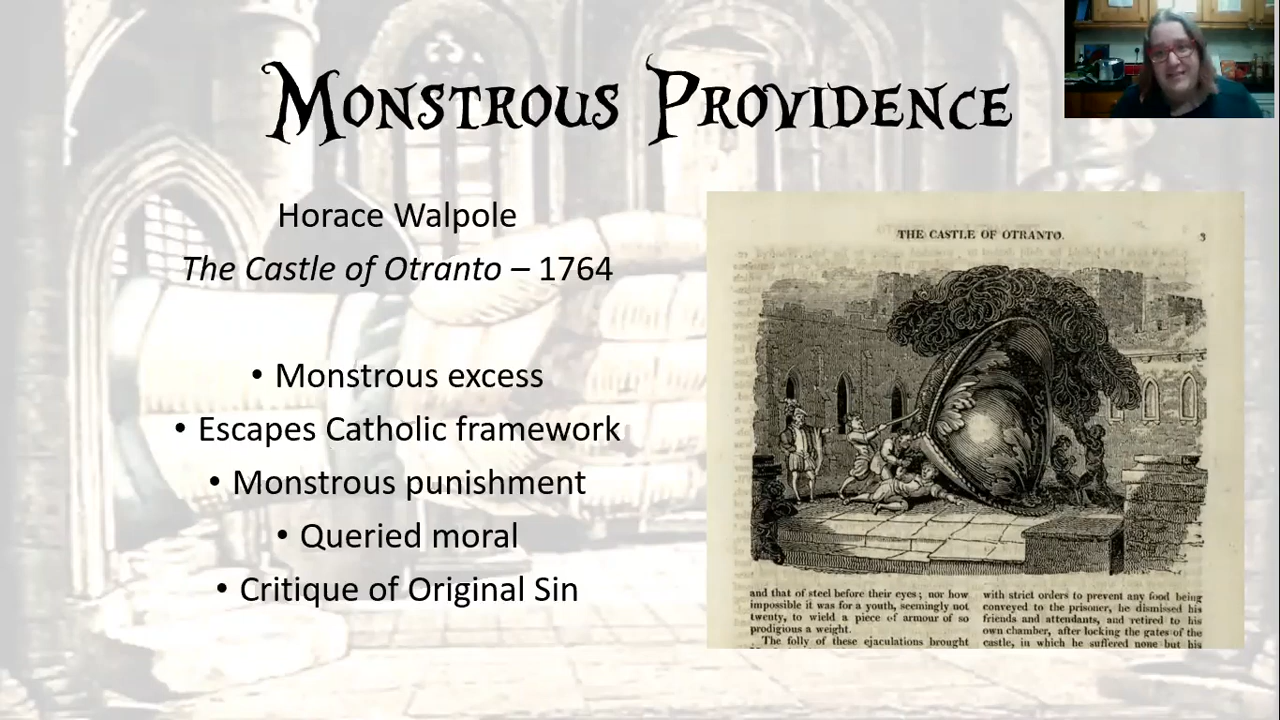 MONSTROUS PROVIDENCE
Horace Walpole
The Castle of Otranto – 1764
• Monstrous excess
• Escapes Catholic framework
• Monstrous punishment
• Queried moral
• Critique of Original Sin
THE CASTLE OF OTRANTO. 3
and that of steel before their eyes; nor how
impossible it was for a youth, seemingly not
twenty, to wield a piece of armour of so
prodigious a weight.
The folly of these ejaculations brought
with strict orders to prevent any food being
conveyed to the prisoner, he dismissed his
friends and attendants, and retired to his
own chamber, after locking the gates of the
castle, in which he suffered none but his